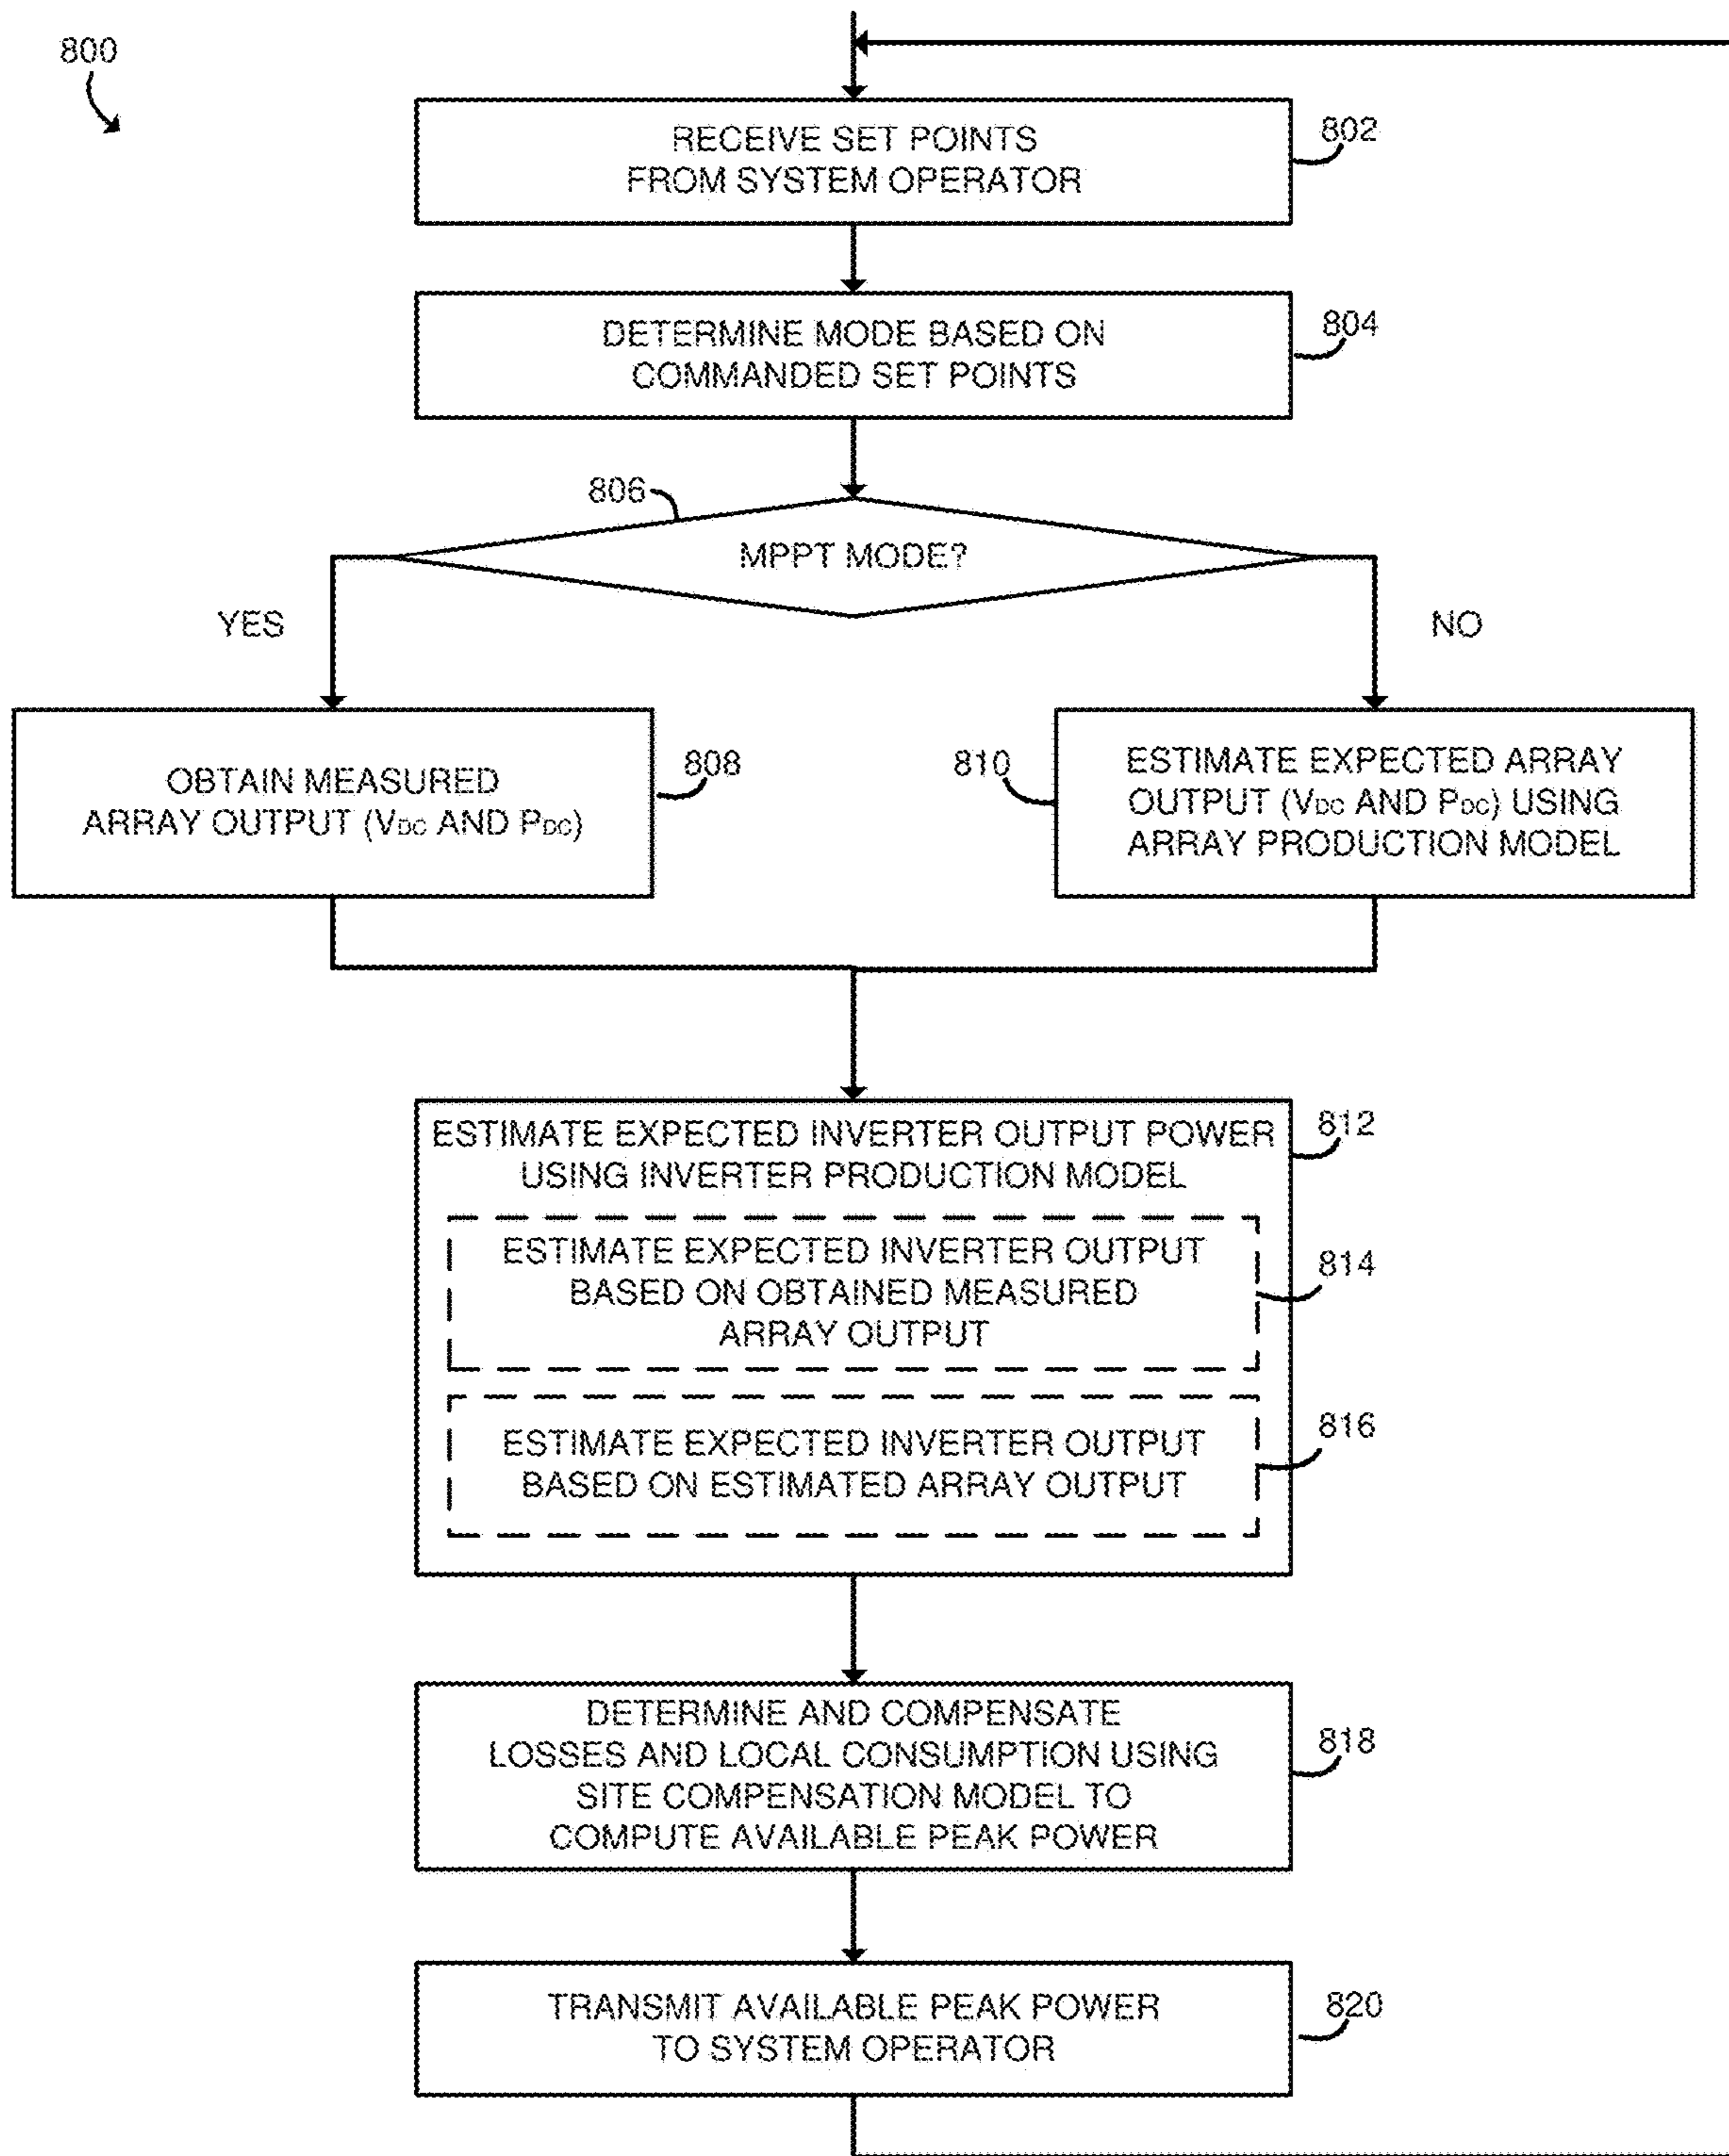 800
RECEIVE SET POINTS
FROM SYSTEM OPERATOR
802
DETERMINE MODE BASED ON
COMMANDED SET POINTS
804
806
MPPT MODE?
YES
NO
OBTAIN MEASURED
ARRAY OUTPUT (VDC AND PDC)
808
810
ESTIMATE EXPECTED ARRAY
OUTPUT (VDC AND PDC) USING
ARRAY PRODUCTION MODEL
ESTIMATE EXPECTED INVERTER OUTPUT POWER
USING INVERTER PRODUCTION MODEL
812
ESTIMATE EXPECTED INVERTER OUTPUT
BASED ON OBTAINED MEASURED
ARRAY OUTPUT
814
ESTIMATE EXPECTED INVERTER OUTPUT
BASED ON ESTIMATED ARRAY OUTPUT
816
DETERMINE AND COMPENSATE
LOSSES AND LOCAL CONSUMPTION USING
SITE COMPENSATION MODEL TO
COMPUTE AVAILABLE PEAK POWER
818
TRANSMIT AVAILABLE PEAK POWER
TO SYSTEM OPERATOR
820